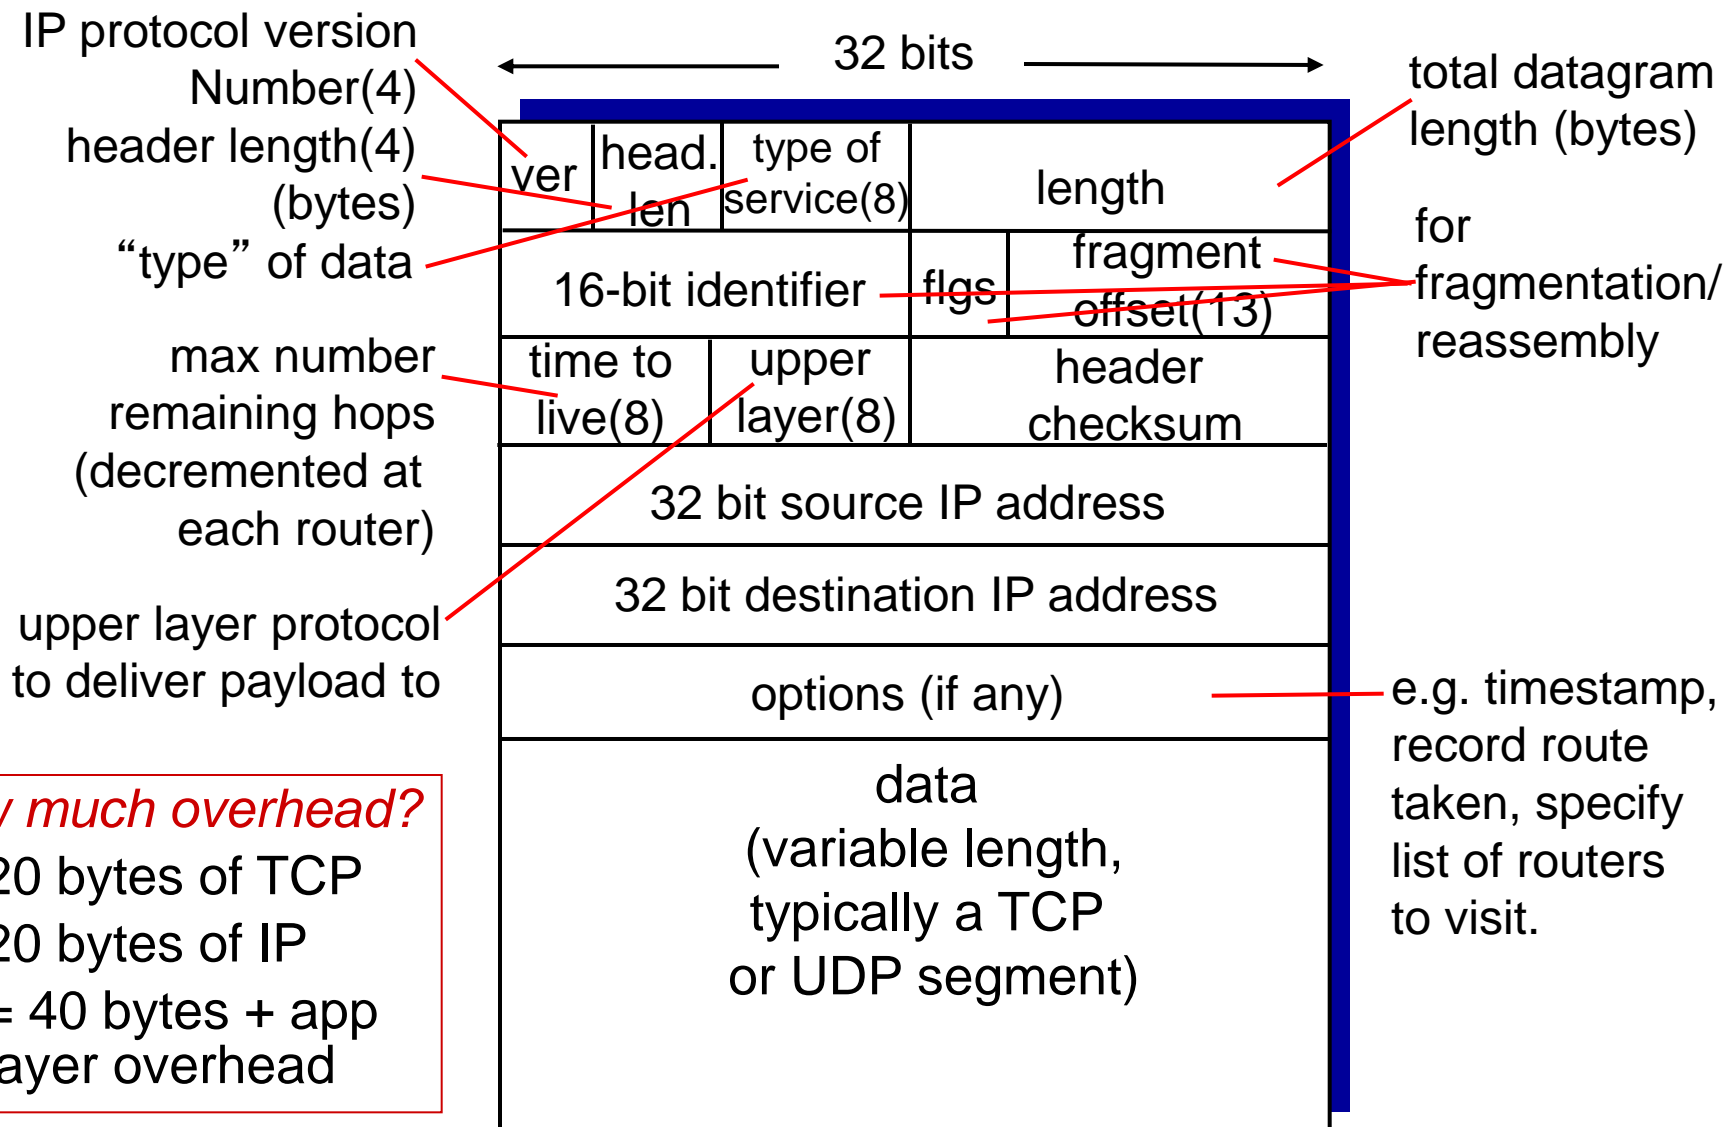 IP protocol version
Number(4)
header length(4)
(bytes)
“type” of data
max number
remaining hops
(decremented at
each router)
upper layer protocol
to deliver payload to
32 bits
ver
head.
len
type of
service(8)
length
16-bit identifier
flgs
fragment
offset(13)
time to
live(8)
upper
layer(8)
header
checksum
32 bit source IP address
32 bit destination IP address
options (if any)
data
(variable length,
typically a TCP
or UDP segment)
total datagram
length (bytes)
for
fragmentation/
reassembly
e.g. timestamp,
record route
taken, specify
list of routers
to visit.
much overhead?
20 bytes of TCP
20 bytes of IP
= 40 bytes + app
ayer overhead